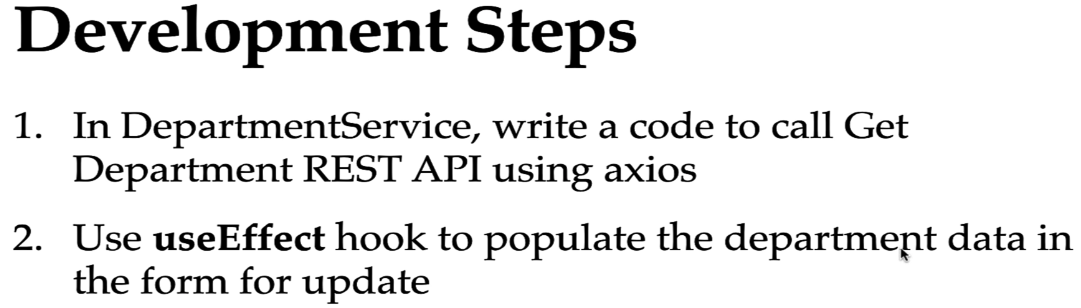 Development Steps
1. In DepartmentService, write a code to call Get
Department REST API using axios
2. Use useEffect hook to populate the department data in
the form for update